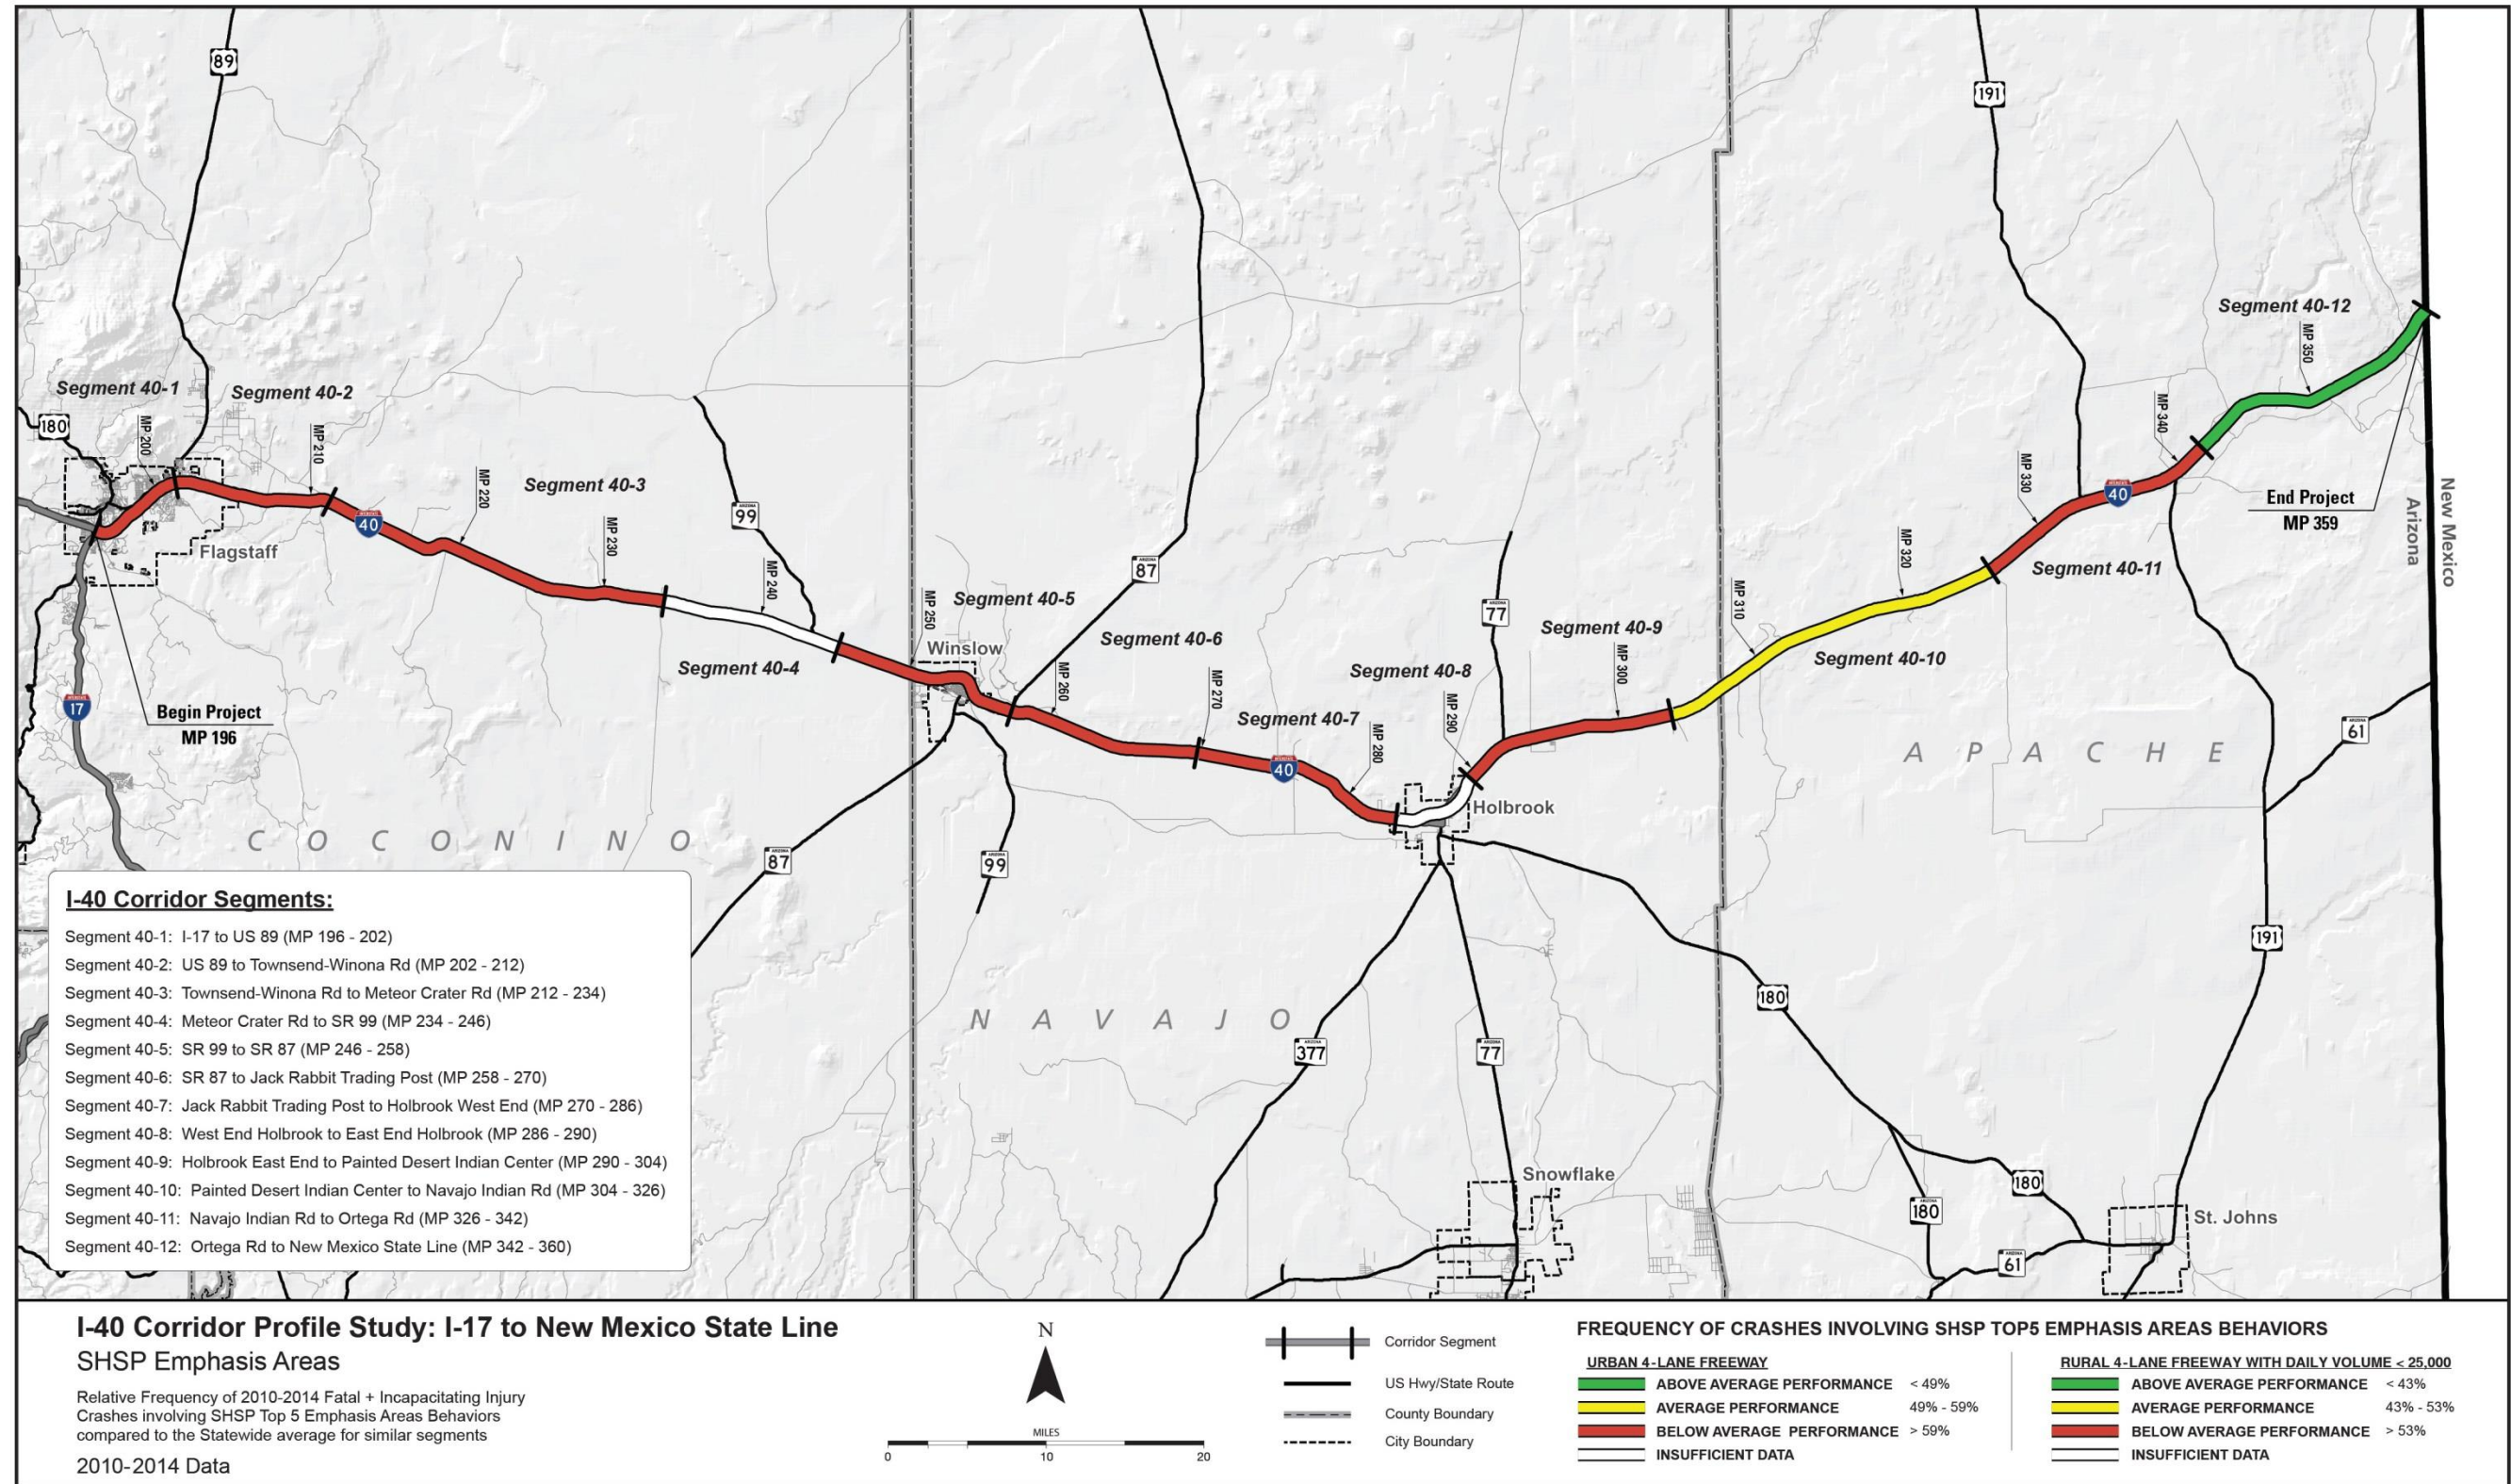 89
191
Segment 40-12
MP 350
Segment 40-1
Segment 40-2
180
MP 200
MP 210
MP 340
MP 220
Segment 40-3
MP 330
40
End Project
MP 359
New Mexico
Arizona
40
99
MP 230
Flagstaff
MP 320
Segment 40-11
ARIZONA
87
MP 240
MP 250
Segment 40-5
MP 310
ARIZONA
77
Segment 40-6
Segment 40-9
Winslow
Segment 40-4
Segment 40-10
MP 260
MP 270
Segment 40-8
MP 300
17
Begin Project
MP 196
Segment 40-7
MP 290
MP 280
ARIZONA
61
APACHE
40
Holbrook
COCONINO
ARIZONA
87
ARIZONA
99
I-40 Corridor Segments:
Segment 40-1: I-17 to US 89 (MP 196 - 202)
Segment 40-2: US 89 to Townsend-Winona Rd (MP 202 - 212)
Segment 40-3: Townsend-Winona Rd to Meteor Crater Rd (MP 212 - 234)
Segment 40-4: Meteor Crater Rd to SR 99 (MP 234 - 246)
Segment 40-5: SR 99 to SR 87 (MP 246 - 258)
Segment 40-6: SR 87 to Jack Rabbit Trading Post (MP 258 - 270)
Segment 40-7: Jack Rabbit Trading Post to Holbrook West End (MP 270 - 286)
Segment 40-8: West End Holbrook to East End Holbrook (MP 286 - 290)
Segment 40-9: Holbrook East End to Painted Desert Indian Center (MP 290 - 304)
Segment 40-10: Painted Desert Indian Center to Navajo Indian Rd (MP 304 - 326)
Segment 40-11: Navajo Indian Rd to Ortega Rd (MP 326 - 342)
Segment 40-12: Ortega Rd to New Mexico State Line (MP 342 - 360)
191
180
NAVAJO
ARIZONA
377
ARIZONA
77
Snowflake
180
ARIZONA
180
St. Johns
ARIZONA
61
I-40 Corridor Profile Study: I-17 to New Mexico State Line
SHSP Emphasis Areas
Relative Frequency of 2010-2014 Fatal + Incapacitating Injury
Crashes involving SHSP Top 5 Emphasis Areas Behaviors
compared to the Statewide average for similar segments
2010-2014 Data
N
MILES
0 10 20
Corridor Segment
US Hwy/State Route
County Boundary
City Boundary
FREQUENCY OF CRASHES INVOLVING SHSP TOP5 EMPHASIS AREAS BEHAVIORS
URBAN 4-LANE FREEWAY
ABOVE AVERAGE PERFORMANCE < 49%
AVERAGE PERFORMANCE 49% - 59%
BELOW AVERAGE PERFORMANCE > 59%
INSUFFICIENT DATA
RURAL 4-LANE FREEWAY WITH DAILY VOLUME < 25,000
ABOVE AVERAGE PERFORMANCE < 43%
AVERAGE PERFORMANCE 43% - 53%
BELOW AVERAGE PERFORMANCE > 53%
INSUFFICIENT DATA